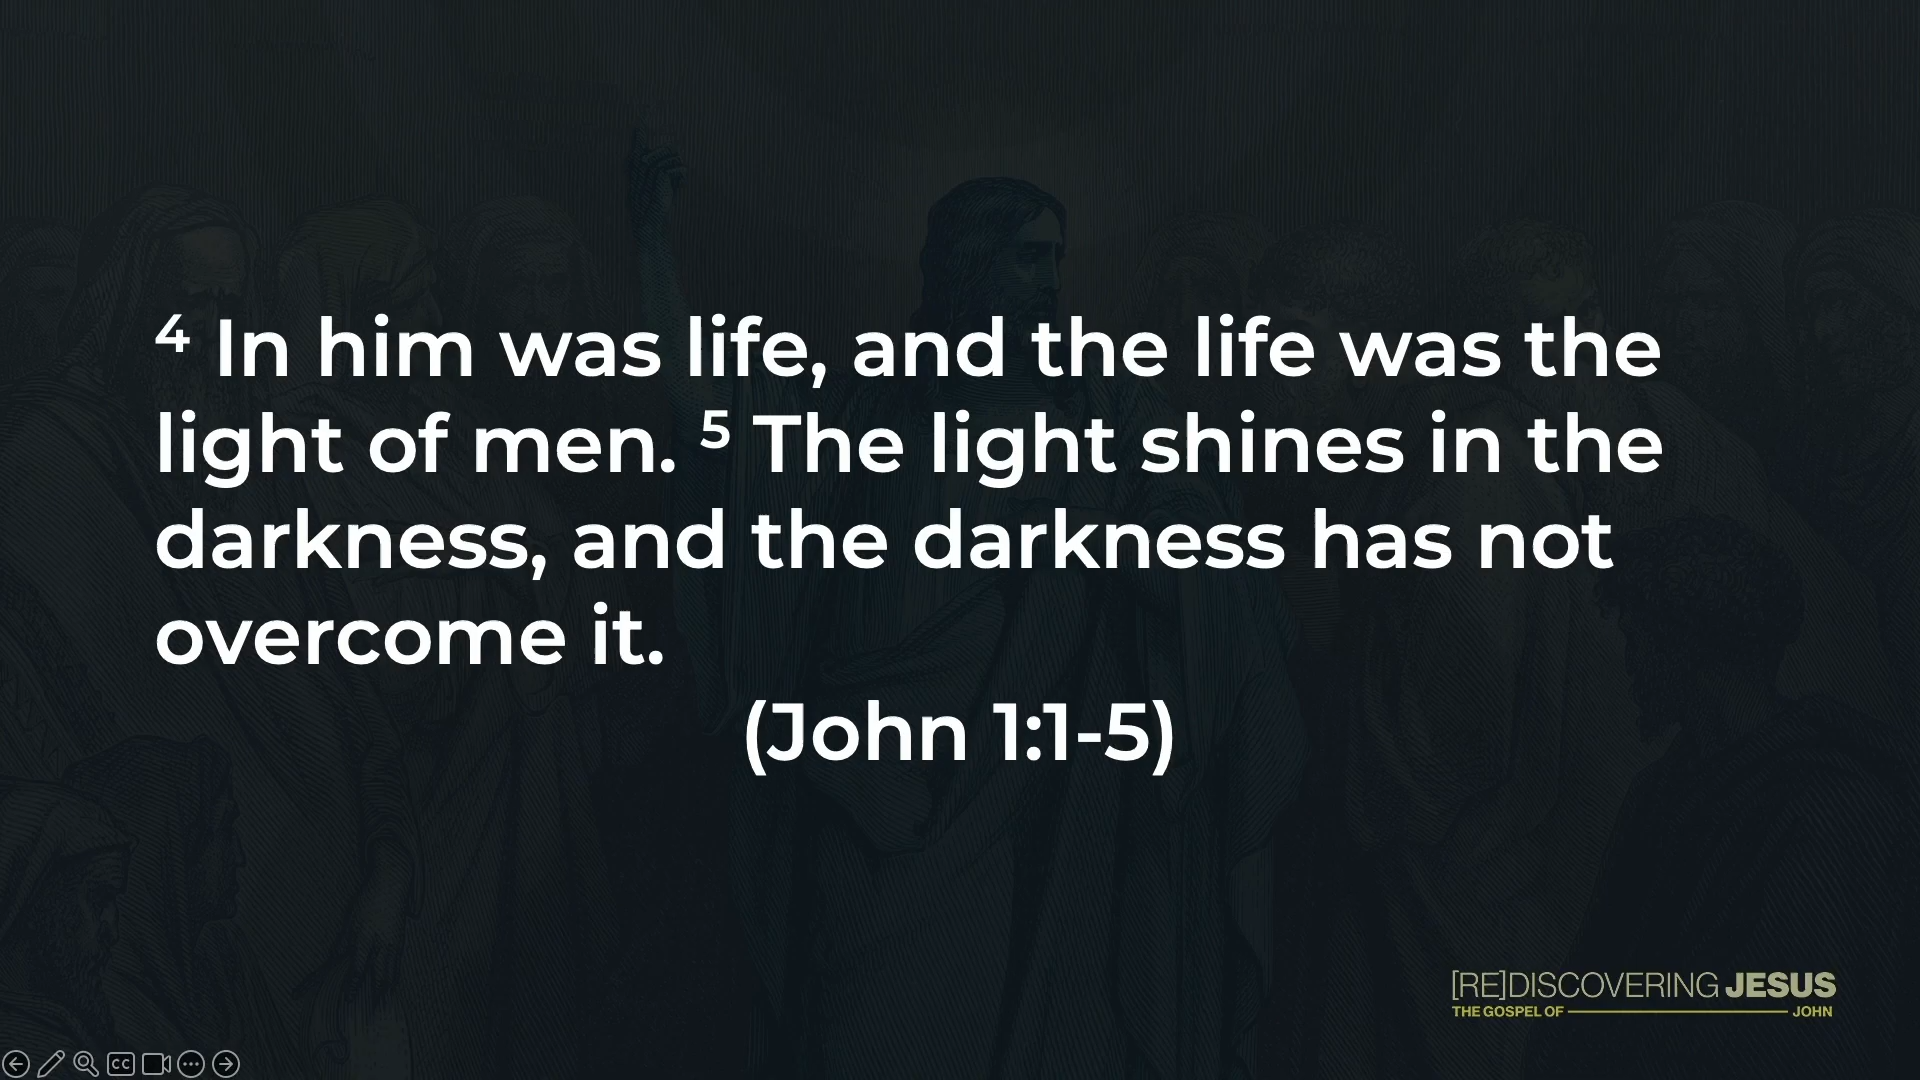 ⁴ In him was life, and the life was the
light of men. ⁵ The light shines in the
darkness, and the darkness has not
overcome it.
(John 1:1-5)
[RE]DISCOVERING JESUS
THE GOSPEL OF JOHN
CC